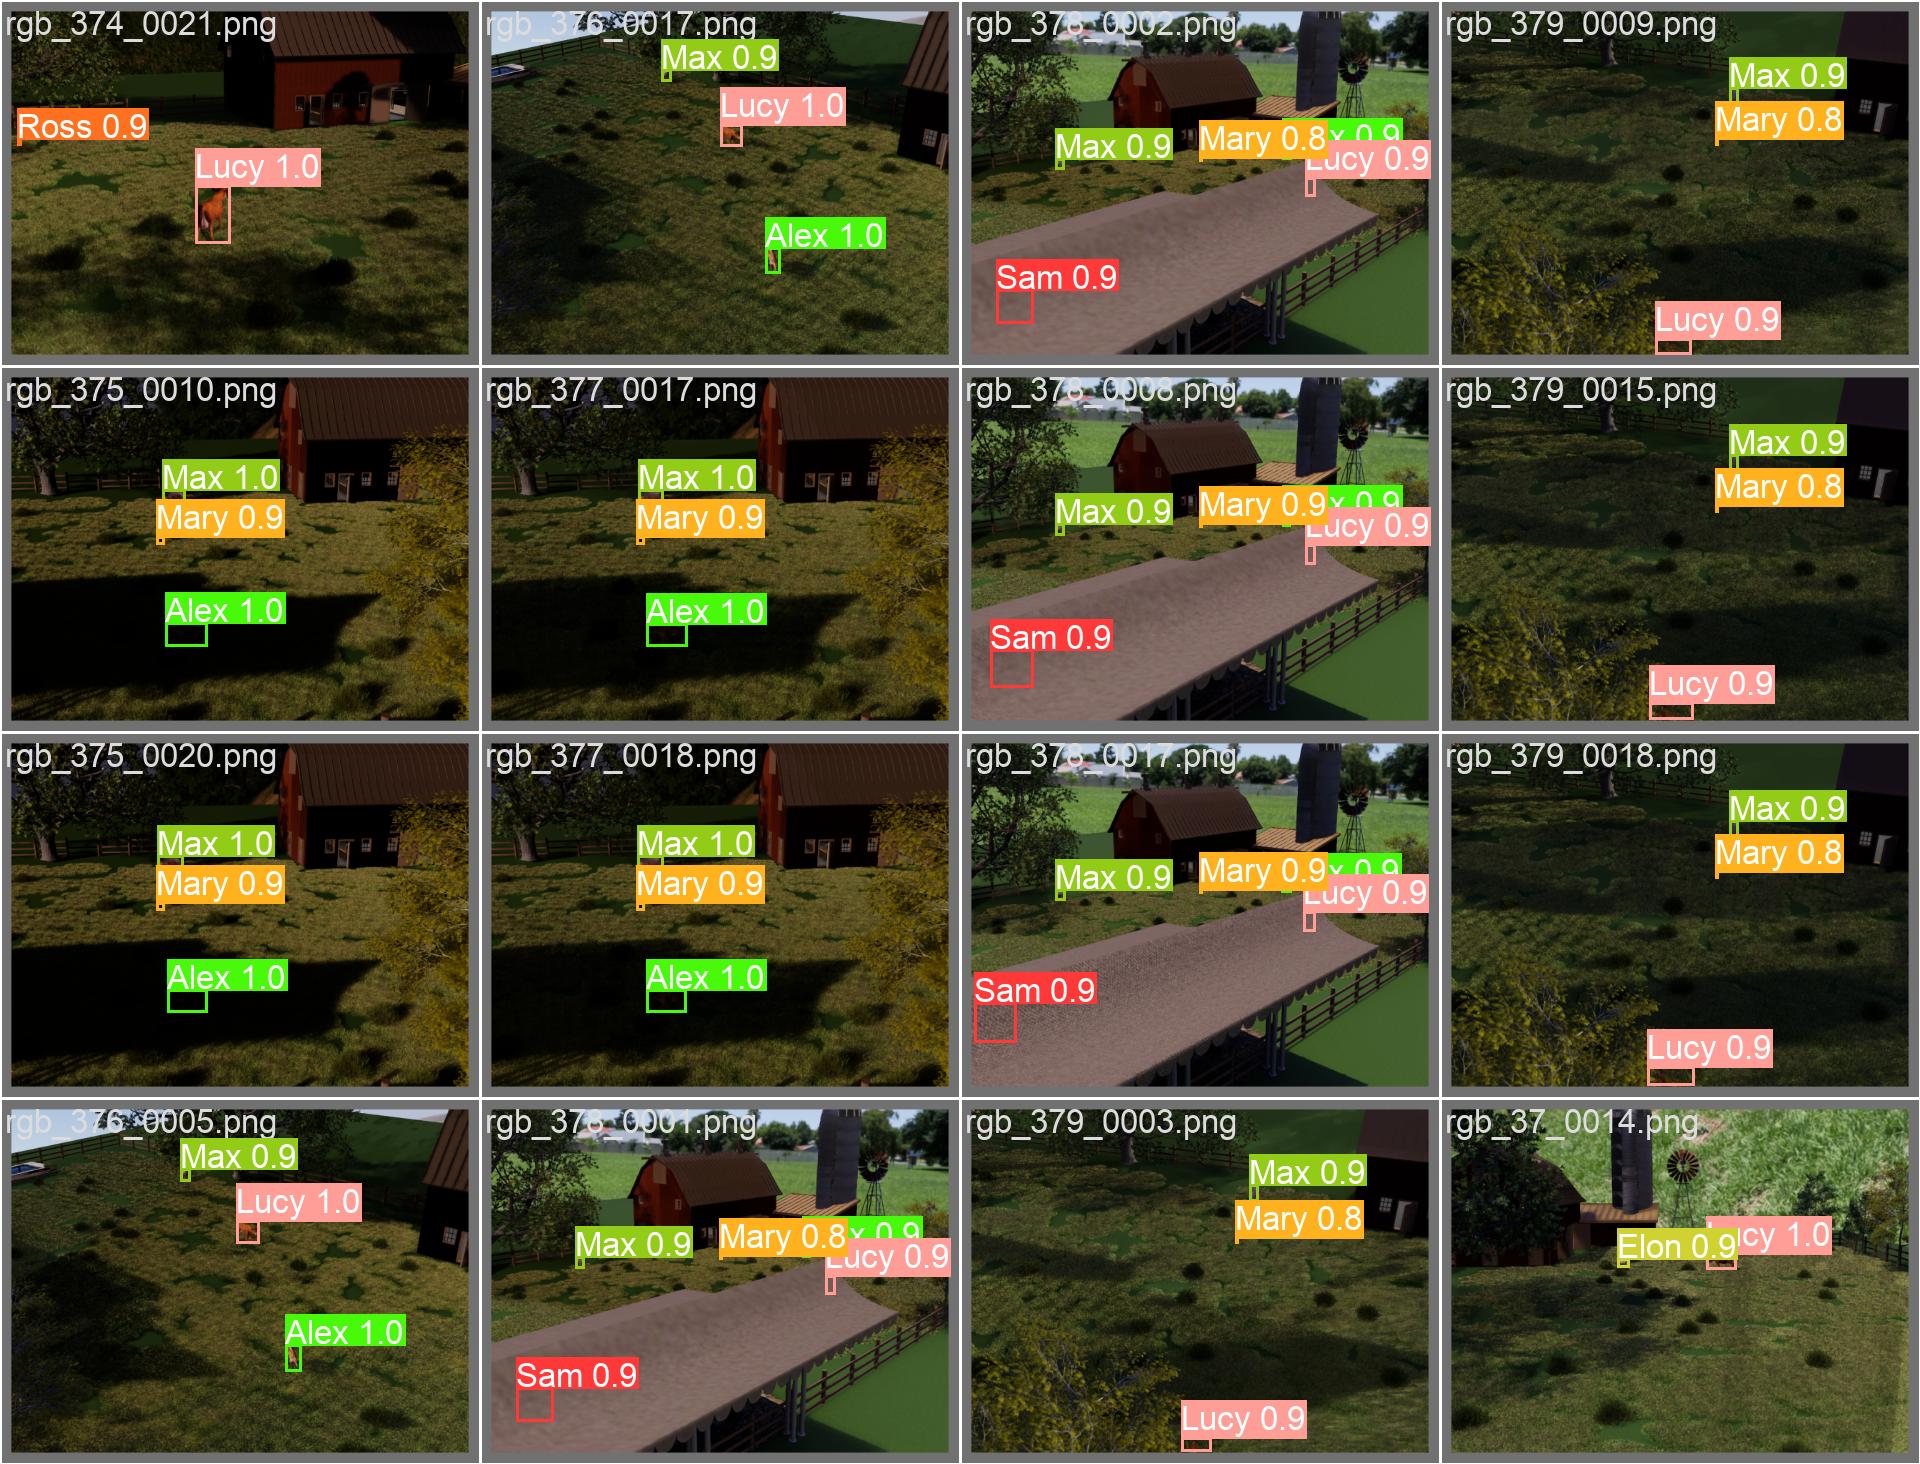 rgb_374_0021.png
Ross 0.9
Lucy 1.0
rgb_376_0017.png
Max 0.9
Lucy 1.0
Alex 1.0
rgb_378_0002.png
Max 0.9
Mary 0.8
x 0.9
Lucy 0.9
Sam 0.9
rgb_379_0009.png
Max 0.9
Mary 0.8
Lucy 0.9
rgb_375_0010.png
Max 1.0
Mary 0.9
Alex 1.0
rgb_377_0017.png
Max 1.0
Mary 0.9
Alex 1.0
rgb_378_0008.png
Max 0.9
Mary 0.9
x 0.9
Lucy 0.9
Sam 0.9
rgb_379_0015.png
Max 0.9
Mary 0.8
Lucy 0.9
rgb_375_0020.png
Max 1.0
Mary 0.9
Alex 1.0
rgb_377_0018.png
Max 1.0
Mary 0.9
Alex 1.0
rgb_378_0017.png
Max 0.9
Mary 0.9
x 0.9
Lucy 0.9
Sam 0.9
rgb_379_0018.png
Max 0.9
Mary 0.8
Lucy 0.9
rgb_376_0005.png
Max 0.9
Lucy 1.0
Alex 1.0
rgb_378_0001.png
Max 0.9
Mary 0.8
x 0.9
Lucy 0.9
Sam 0.9
rgb_379_0003.png
Max 0.9
Mary 0.8
Lucy 0.9
rgb_37_0014.png
Elon 0.9
ucy 1.0